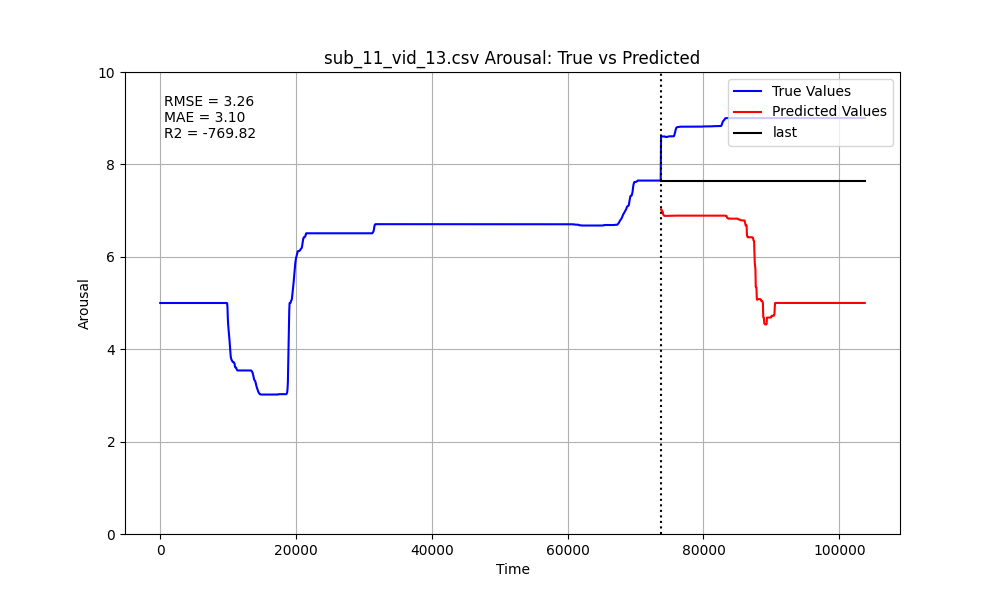 sub_11_vid_13.csv Arousal: True vs Predicted
10
8
6
4
2
0
Arousal
RMSE = 3.26
MAE = 3.10
R2 = -769.82
True Values
Predicted Values
last
0
20000
40000
60000
80000
100000
Time